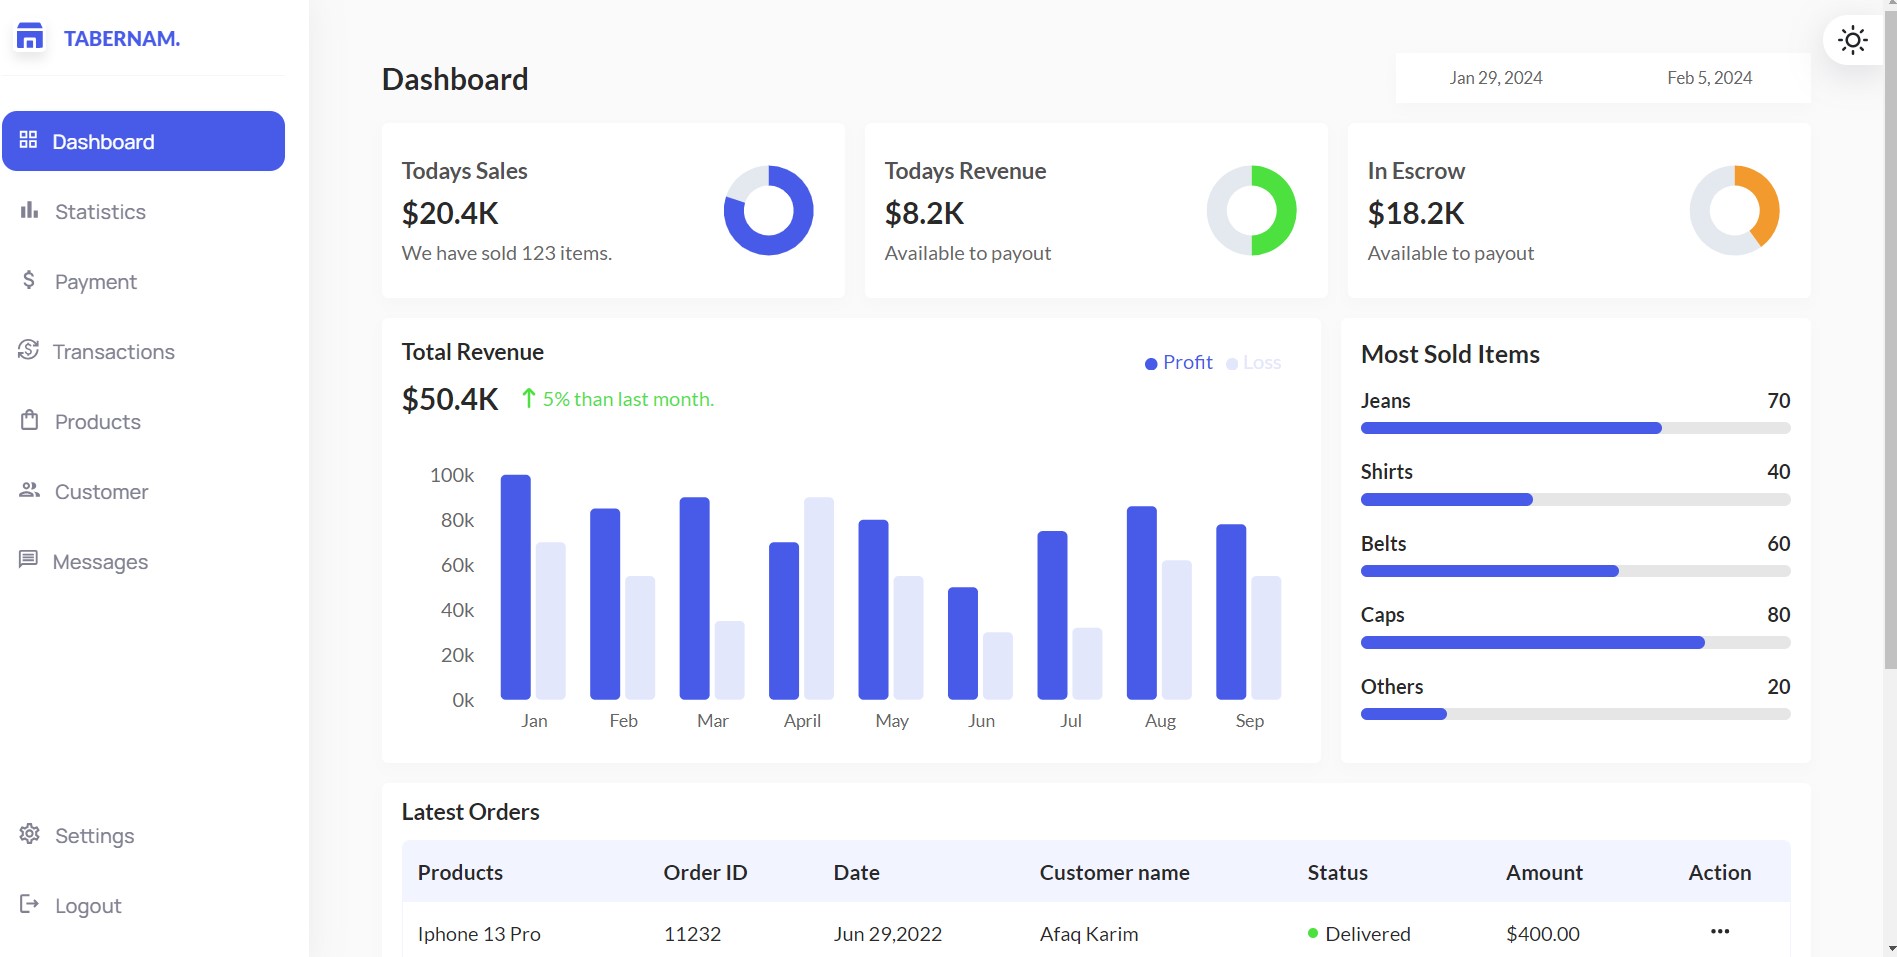 TABERNAM.
Dashboard
Statistics
Payment
Transactions
Products
Customer
Messages
Settings
Logout
Dashboard
Jan 29, 2024 Feb 5, 2024
Todays Sales
$20.4K
We have sold 123 items.
Todays Revenue
$8.2K
Available to payout
In Escrow
$18.2K
Available to payout
Total Revenue
$50.4K 5% than last month.
Profit Loss
100k
80k
60k
40k
20k
0k
Jan Feb Mar April May Jun Jul Aug Sep
Most Sold Items
Jeans 70
Shirts 40
Belts 60
Caps 80
Others 20
Latest Orders
Products Order ID Date Customer name Status Amount Action
Iphone 13 Pro 11232 Jun 29,2022 Afaq Karim Delivered $400.00 ...